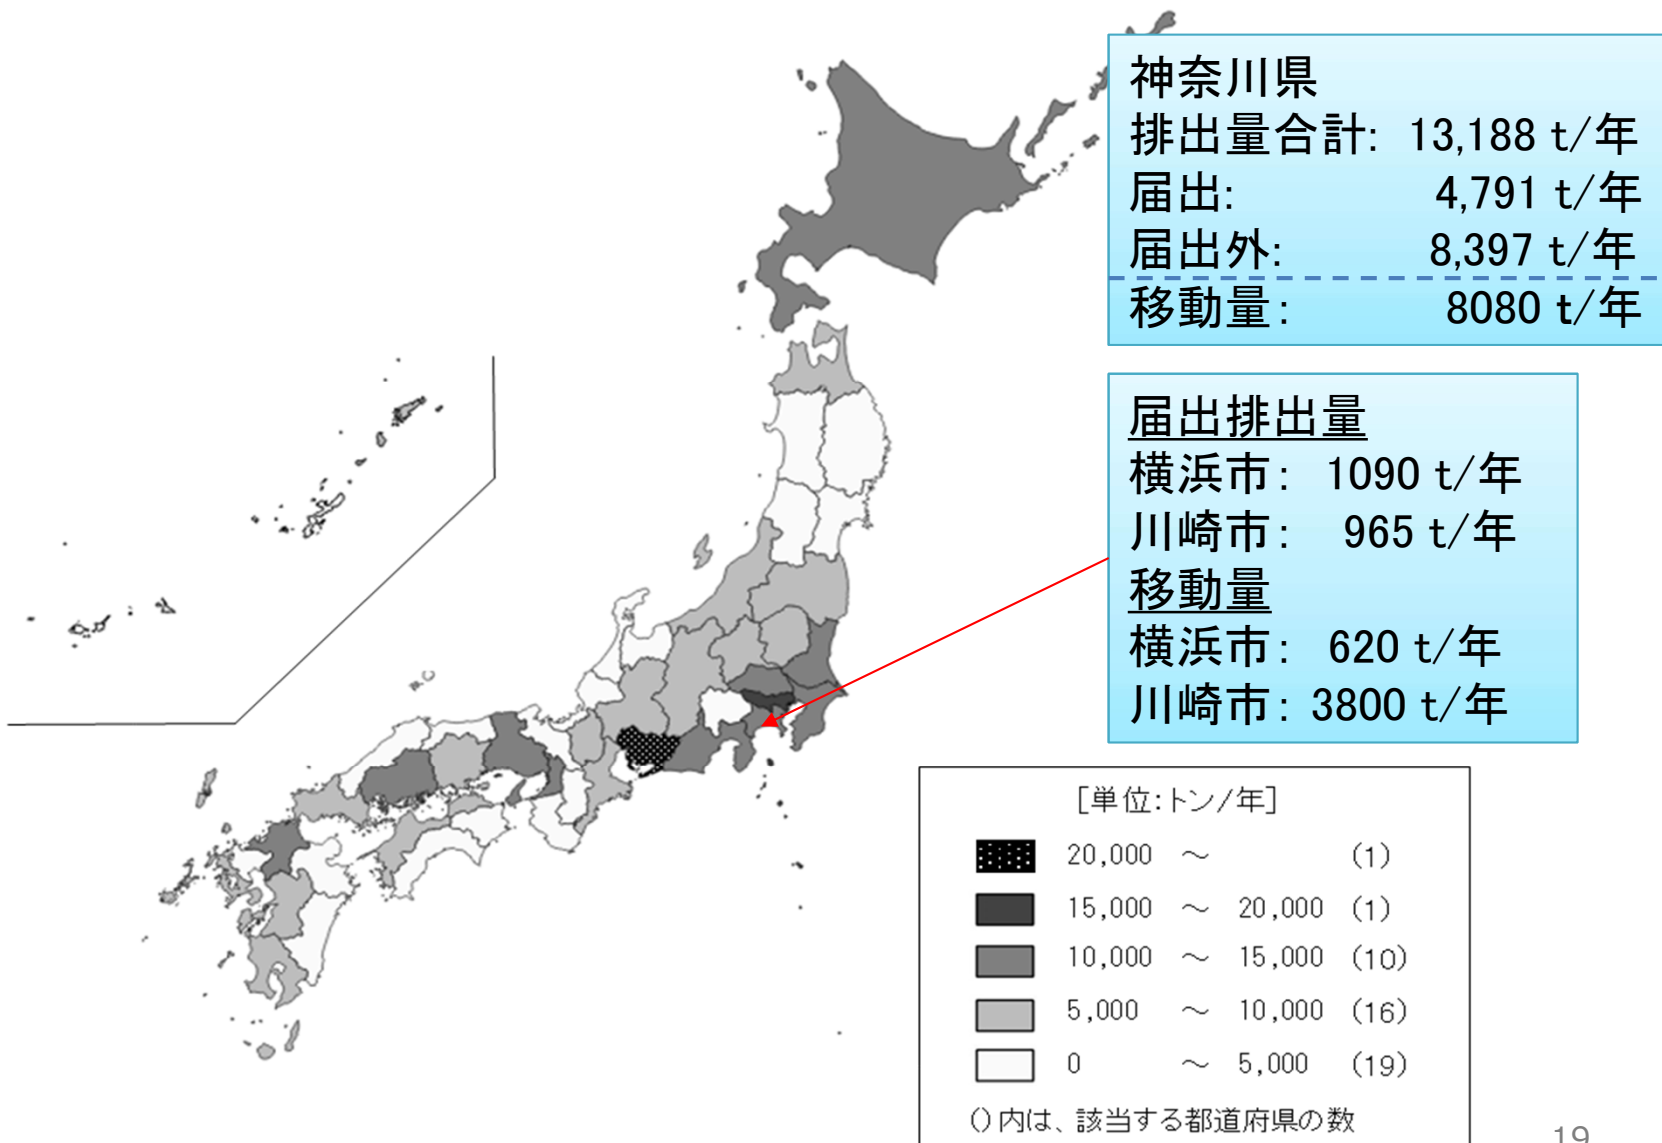 神奈川県
排出量合計: 13,188 t/年
届出: 4,791 t/年
届出外: 8,397 t/年
移動量: 8080 t/年
届出排出量
横浜市: 1090 t/年
川崎市: 965 t/年
移動量
横浜市: 620 t/年
川崎市: 3800 t/年
[単位:トン/年]
20,000 ～ (1)
15,000 ～ 20,000 (1)
10,000 ～ 15,000 (10)
5,000 ～ 10,000 (16)
0 ～ 5,000 (19)
()内は、該当する都道府県の数
19